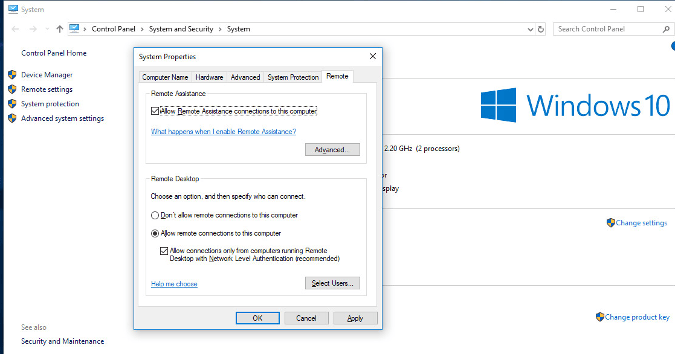 System
Control Panel
System and Security
System
Search Control Panel
Control Panel Home
Device Manager
Remote settings
System protection
Advanced system settings
System Properties
Computer Name
Hardware
Advanced
System Protection
Remote
Remote Assistance
Allow Remote Assistance connections to this computer
What happens when I enable Remote Assistance?
Advanced...
Remote Desktop
Choose an option, and then specify who can connect.
Don't allow remote connections to this computer
Allow remote connections to this computer
Allow connections only from computers running Remote
Desktop with Network Level Authentication (recommended)
Help me choose
Select Users...
OK
Cancel
Apply
Windows 10
2.20 GHz (2 processors)
or
splay
Change settings
Change product key
See also
Security and Maintenance